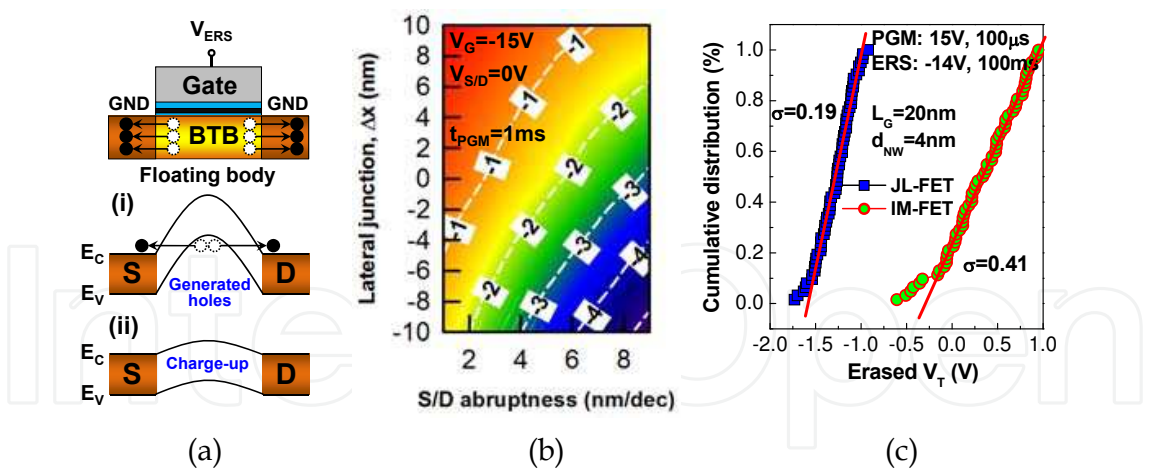 V_ERS
Gate
GND GND
BTB
Floating body
(i)
E_C
S D
E_V
Generated holes
(ii)
E_C
S D
E_V
Charge-up
(a)
Lateral junction, Δx (nm)
10
8
6
4
2
0
-2
-4
-6
-8
-10
V_G=-15V
V_S/D=0V
t_PGM=1ms
-1
-1
-1
-1
-2
-2
-2
-2
-2
-3
-3
-3
-4
-4
2 4 6 8
S/D abruptness (nm/dec)
(b)
Cumulative distribution (%)
1.0
0.8
0.6
0.4
0.2
0.0
PGM: 15V, 100μs
ERS: -14V, 100ms
σ=0.19
L_G=20nm
d_NW=4nm
JL-FET
IM-FET
σ=0.41
-2.0 -1.5 -1.0 -0.5 0.0 0.5 1.0
Erased V_T (V)
(c)
InTechOpen